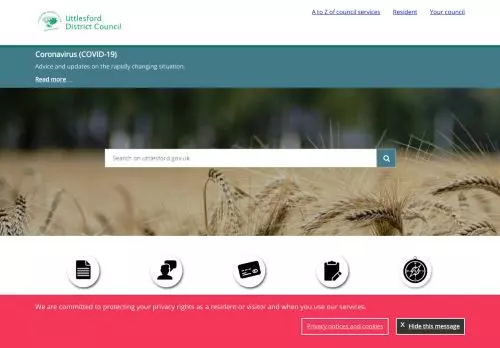 Uttlesford
District Council
A to Z of council services
Resident
Your council
Coronavirus (COVID-19)
Advice and updates on the rapidly changing situation.
Read more...
Search on uttlesford.gov.uk
We are committed to protecting your privacy rights as a resident or visitor and when you use our services.
Privacy notices and cookies
X Hide this message